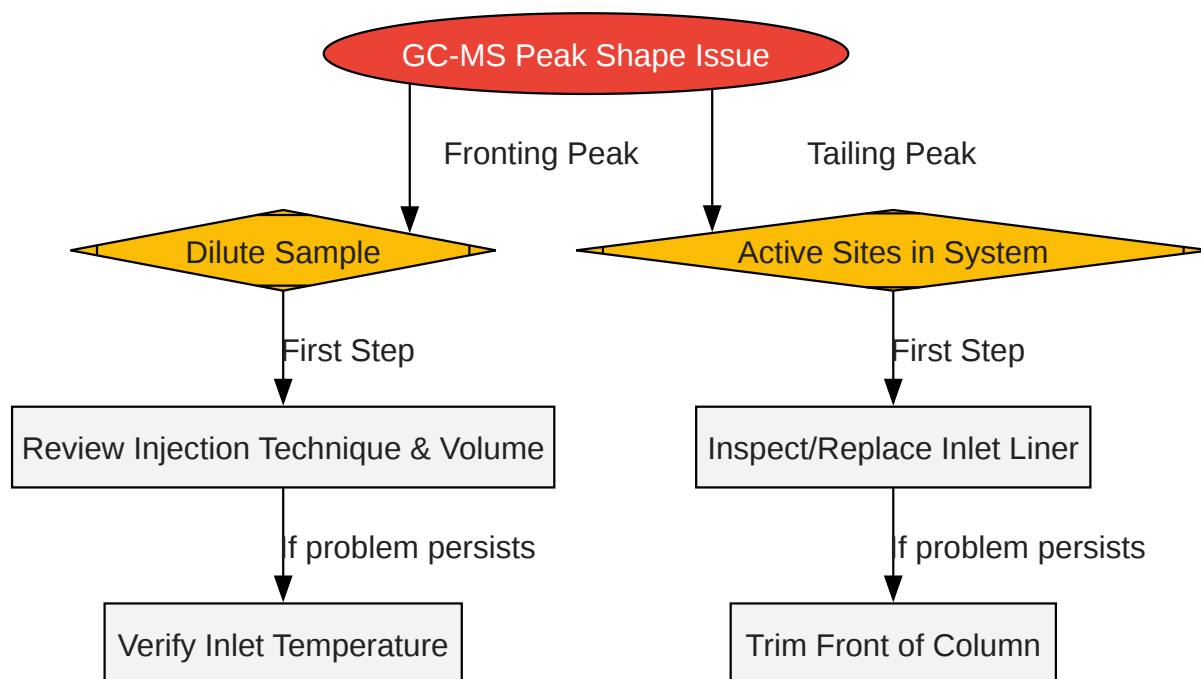 GC-MS Peak Shape Issue
Fronting Peak
Tailing Peak
Dilute Sample
Active Sites in System
First Step
First Step
Review Injection Technique & Volume
Inspect/Replace Inlet Liner
If problem persists
If problem persists
Verify Inlet Temperature
Trim Front of Column